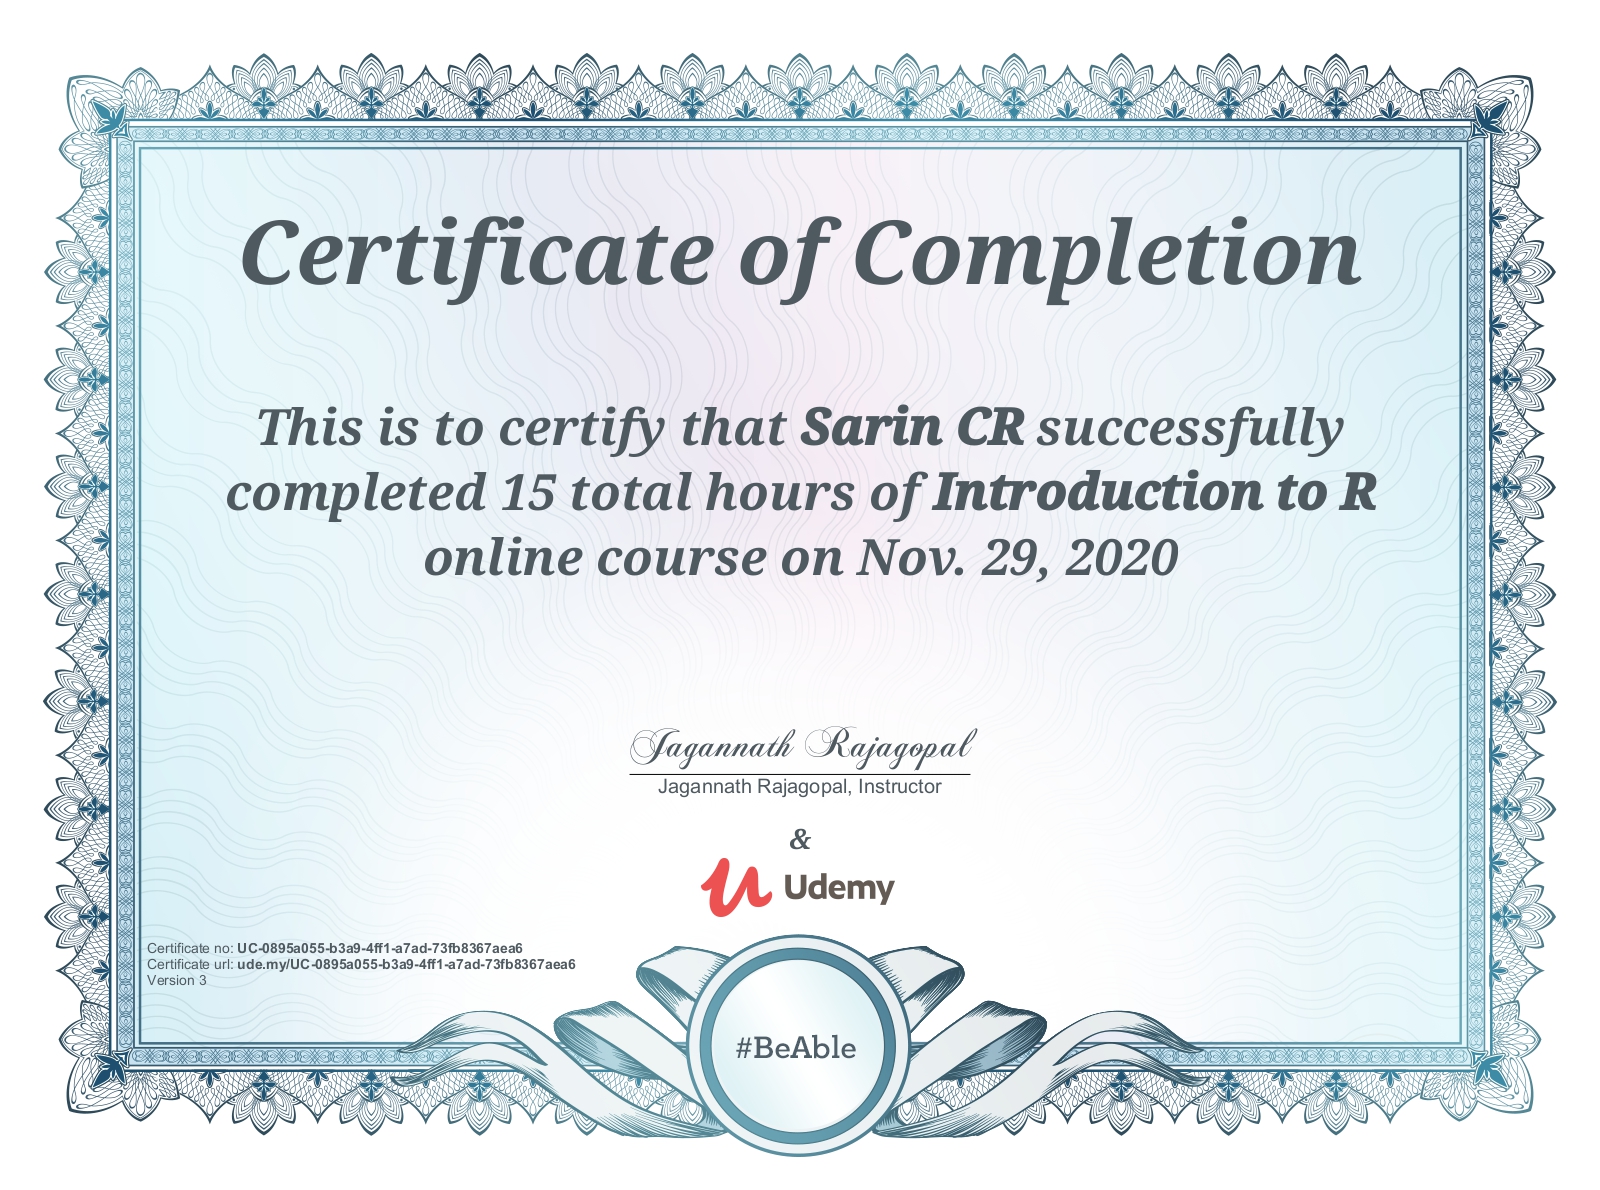 Certificate of Completion
This is to certify that Sarin CR successfully
completed 15 total hours of Introduction to R
online course on Nov. 29, 2020
Jagannath Rajagopal
Jagannath Rajagopal, Instructor
&
Udemy
Certificate no: UC-0895a055-b3a9-4ff1-a7ad-73fb8367aea6
Certificate url: ude.my/UC-0895a055-b3a9-4ff1-a7ad-73fb8367aea6
Version 3
#BeAble